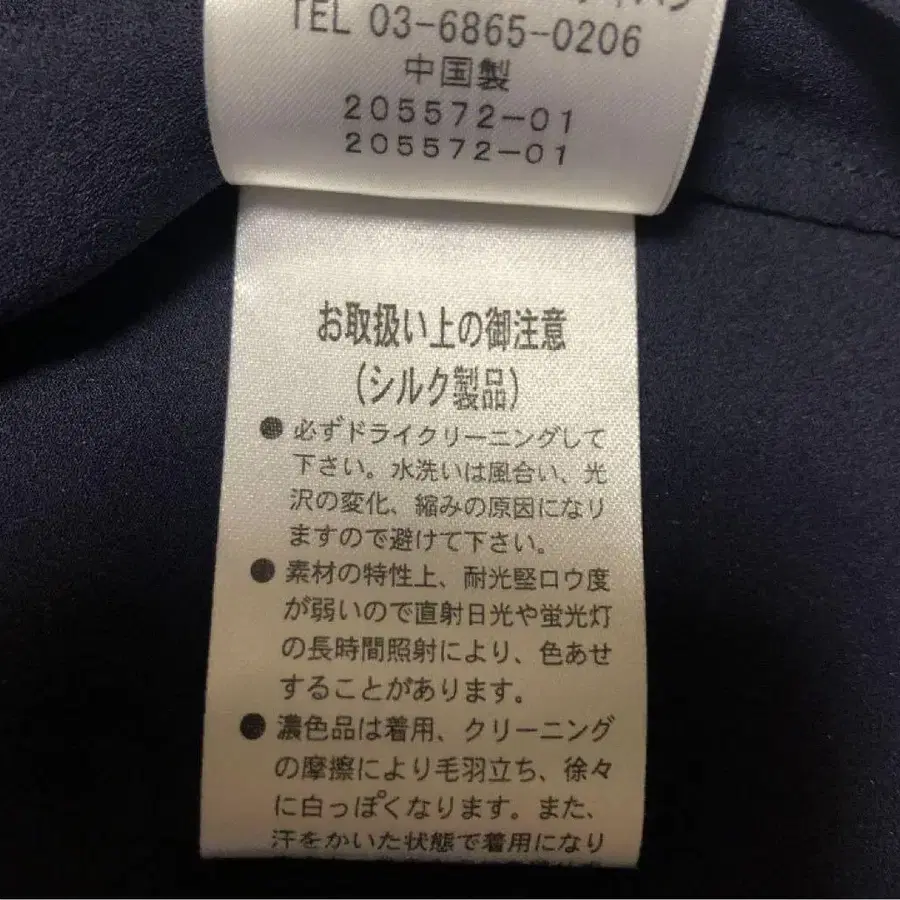 TEL 03-6865-0206
中国製
205572-01
205572-01
お取扱い上の御注意
(シルク製品)
● 必ずドライクリーニングして
下さい。水洗いは風合い、光
沢の変化、縮みの原因になり
ますので避けて下さい。
● 素材の特性上、耐光堅ロウ度
が弱いので直射日光や蛍光灯
の長時間照射により、色あせ
することがあります。
● 濃色品は着用、クリーニング
の摩擦により毛羽立ち、徐々
に白っぽくなります。また、
汗をかいた状態で着用になり